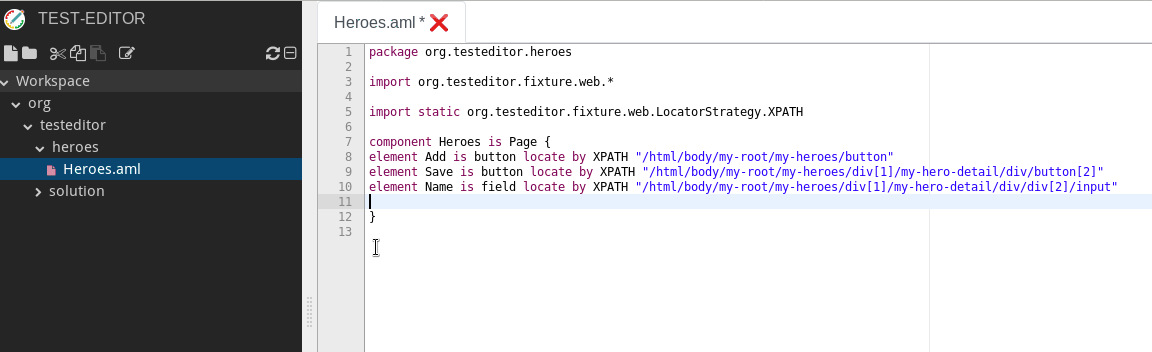 TEST-EDITOR
Workspace
org
testeditor
heroes
Heroes.aml
solution
Heroes.aml *
1 package org.testeditor.heroes
2
3 import org.testeditor.fixture.web.*
4
5 import static org.testeditor.fixture.web.LocatorStrategy.XPATH
6
7 component Heroes is Page {
8 element Add is button locate by XPATH "/html/body/my-root/my-heroes/button"
9 element Save is button locate by XPATH "/html/body/my-root/my-heroes/div[1]/my-hero-detail/div/button[2]"
10 element Name is field locate by XPATH "/html/body/my-root/my-heroes/div[1]/my-hero-detail/div/div[2]/input"
11
12 }
13